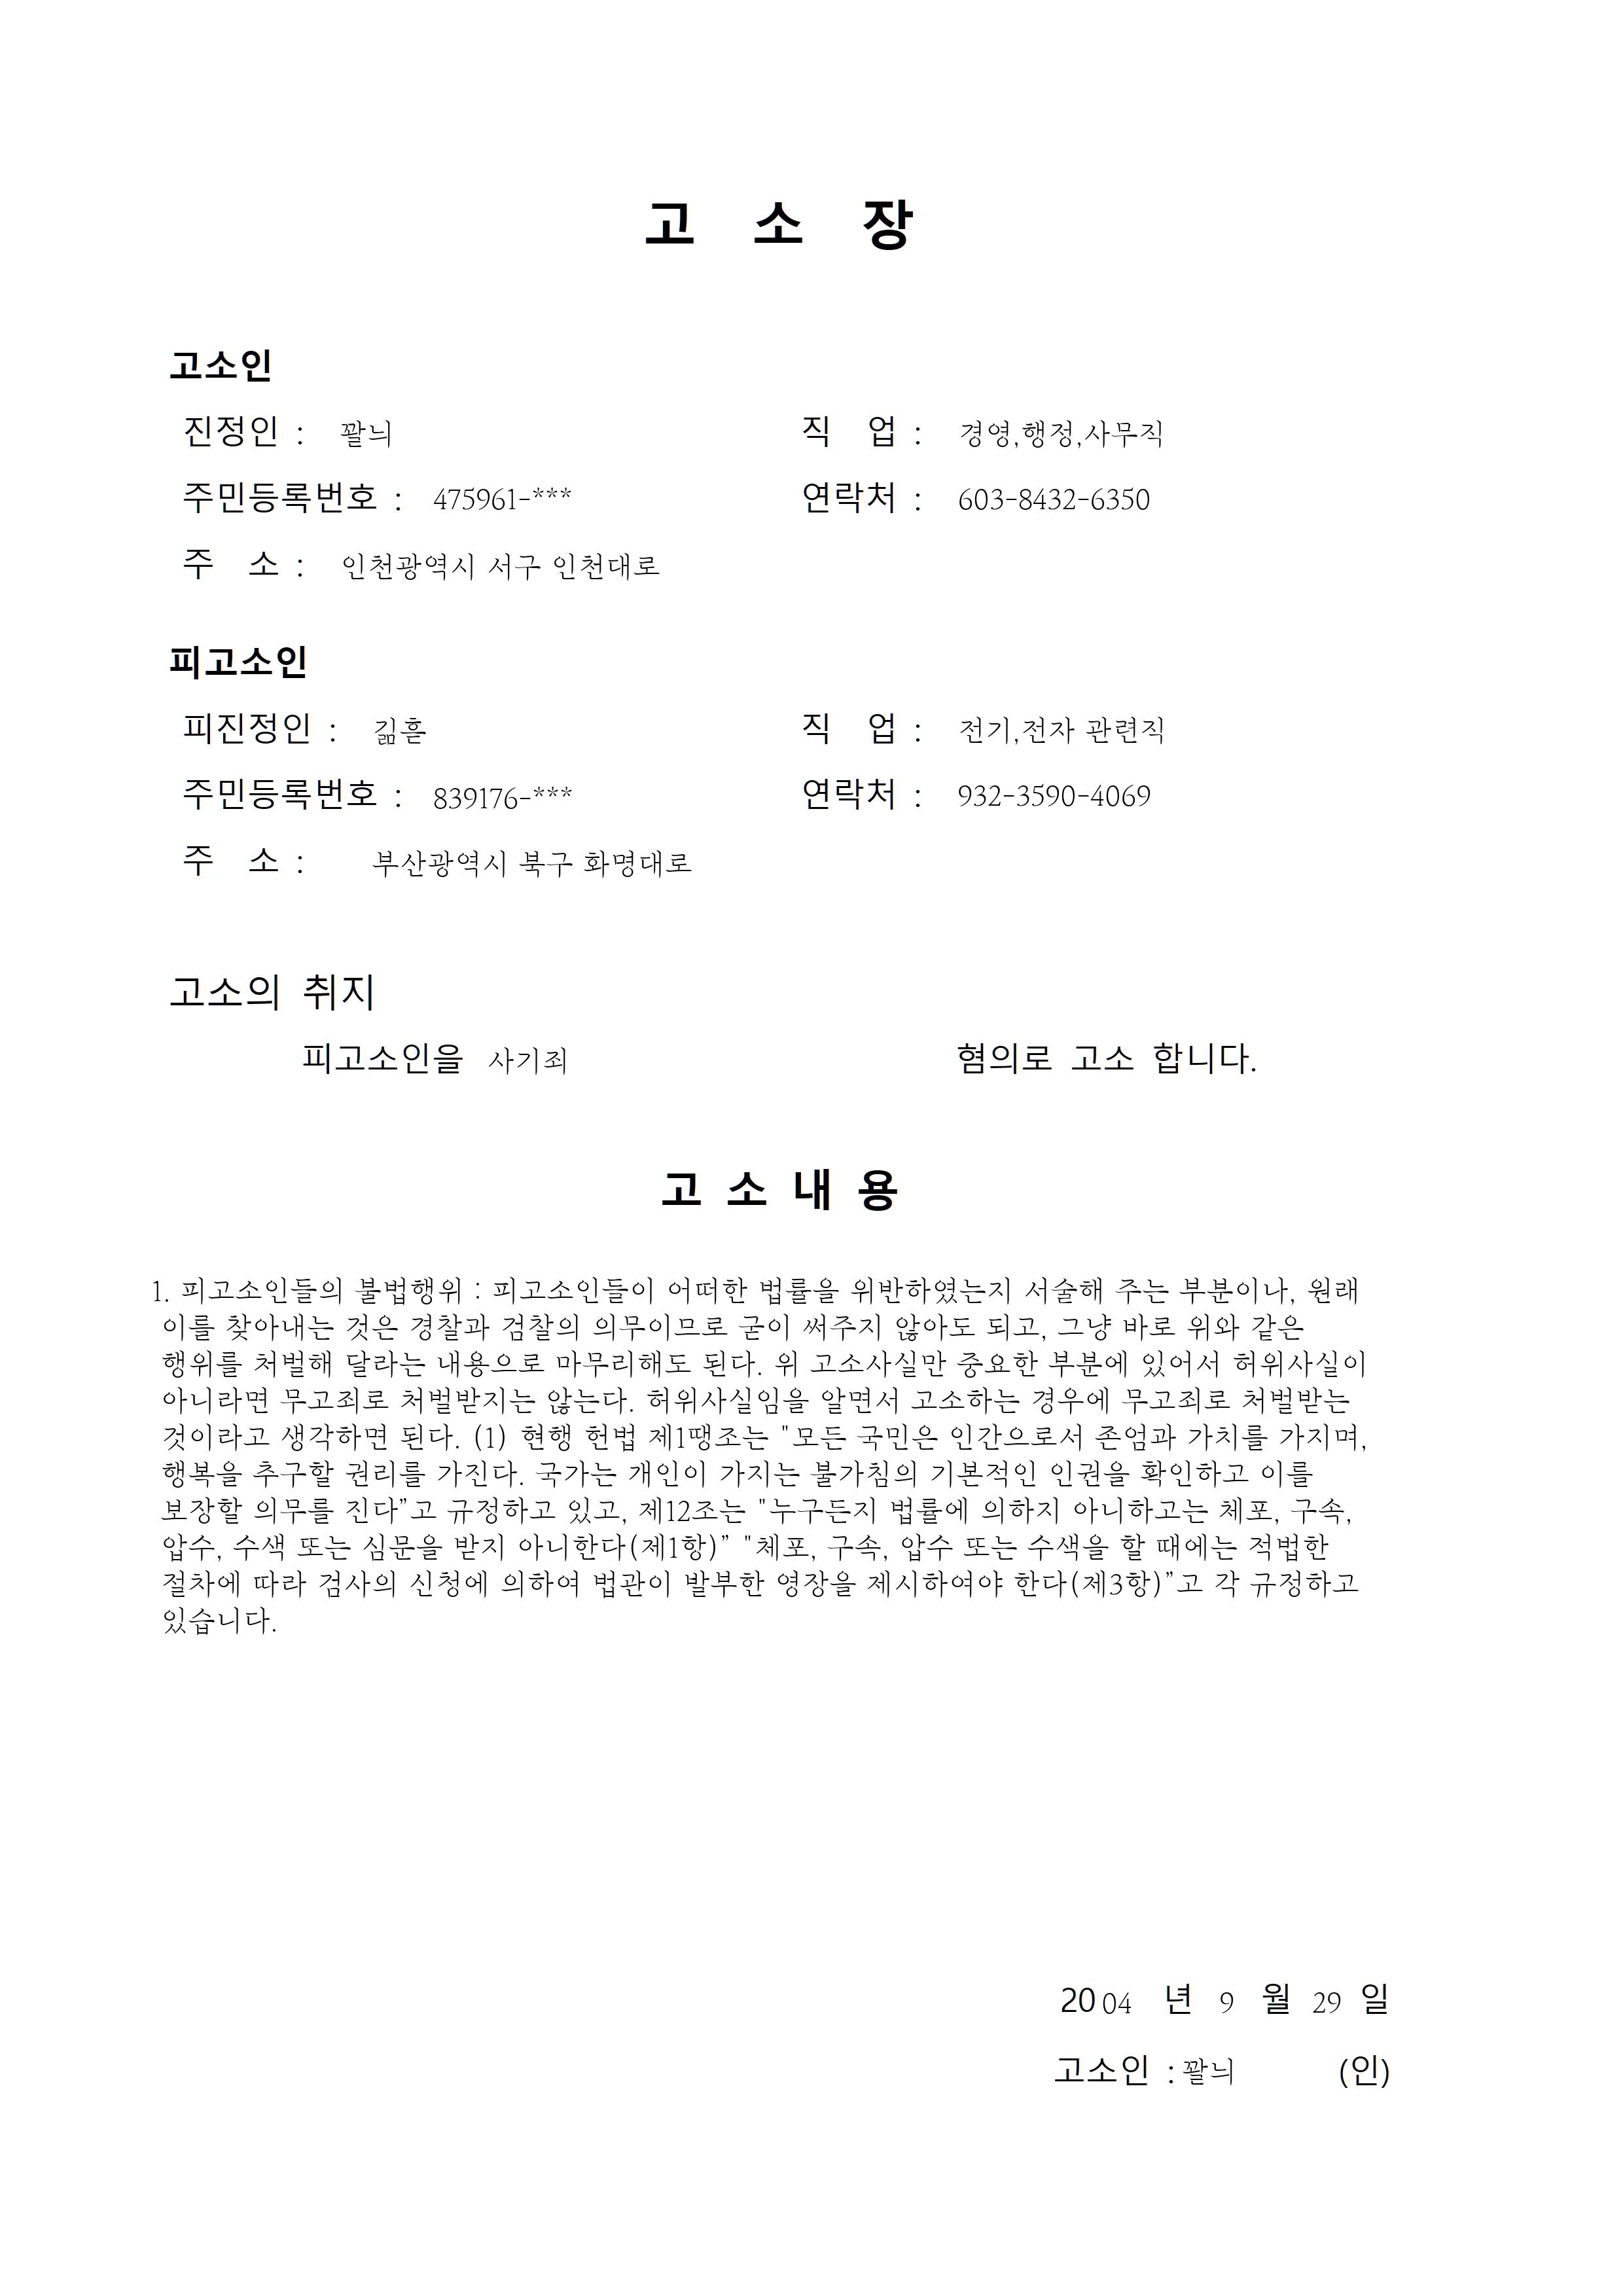 고 소 장
고소인
진정인 : 꽐늬 직 업 : 경영,행정,사무직
주민등록번호 : 475961-*** 연락처 : 603-8432-6350
주 소 : 인천광역시 서구 인천대로
피고소인
피진정인 : 긺흗 직 업 : 전기,전자 관련직
주민등록번호 : 839176-*** 연락처 : 932-3590-4069
주 소 : 부산광역시 북구 화명대로
고소의 취지
피고소인을 사기죄 혐의로 고소 합니다.
고 소 내 용
1. 피고소인들의 불법행위 : 피고소인들이 어떠한 법률을 위반하였는지 서술해 주는 부분이나, 원래
이를 찾아내는 것은 경찰과 검찰의 의무이므로 굳이 써주지 않아도 되고, 그냥 바로 위와 같은
행위를 처벌해 달라는 내용으로 마무리해도 된다. 위 고소사실만 중요한 부분에 있어서 허위사실이
아니라면 무고죄로 처벌받지는 않는다. 허위사실임을 알면서 고소하는 경우에 무고죄로 처벌받는
것이라고 생각하면 된다. (1) 현행 헌법 제1땡조는 "모든 국민은 인간으로서 존엄과 가치를 가지며,
행복을 추구할 권리를 가진다. 국가는 개인이 가지는 불가침의 기본적인 인권을 확인하고 이를
보장할 의무를 진다”고 규정하고 있고, 제12조는 "누구든지 법률에 의하지 아니하고는 체포, 구속,
압수, 수색 또는 심문을 받지 아니한다(제1항)” "체포, 구속, 압수 또는 수색을 할 때에는 적법한
절차에 따라 검사의 신청에 의하여 법관이 발부한 영장을 제시하여야 한다(제3항)”고 각 규정하고
있습니다.
20 04 년 9 월 29 일
고소인 : 꽐늬 (인)